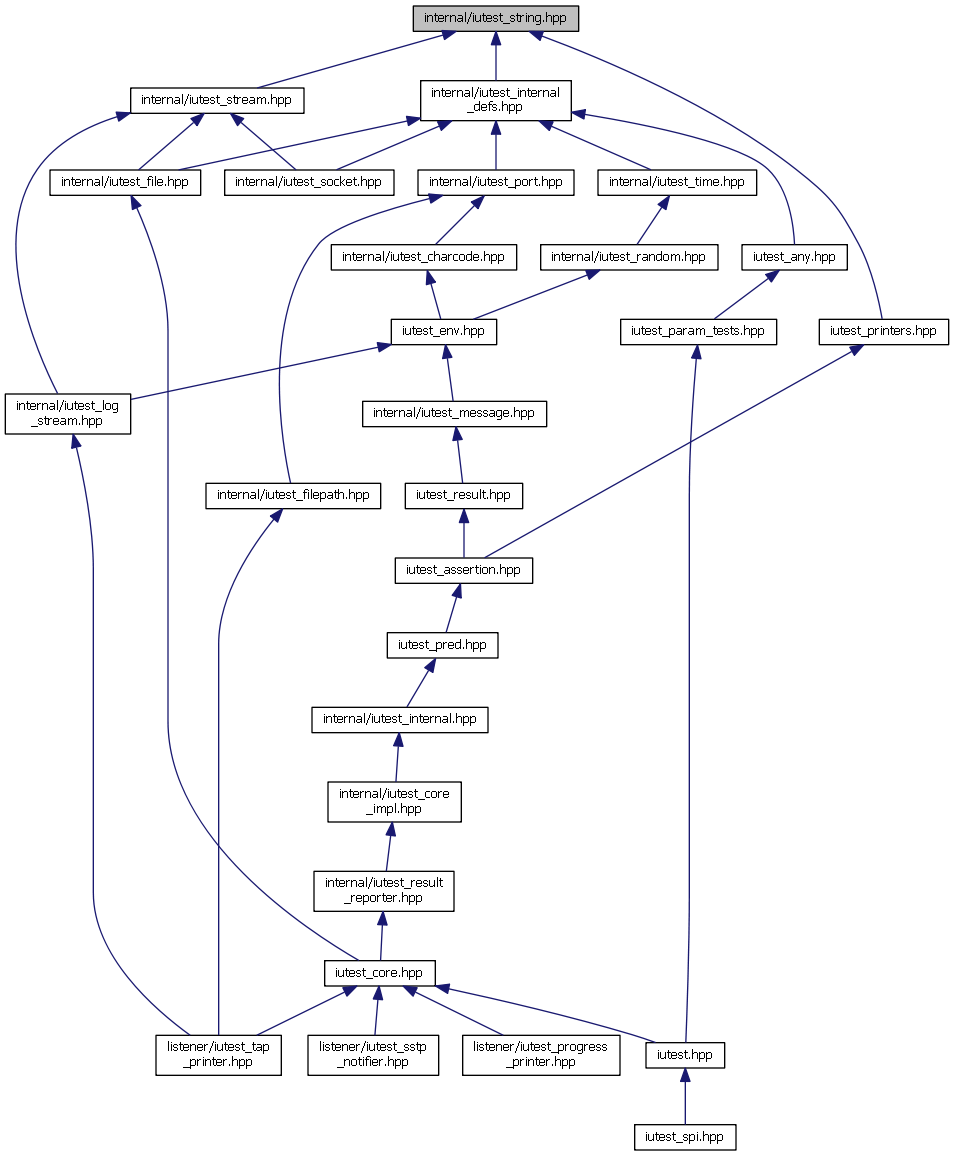 internal/iutest_string.hpp
internal/iutest_stream.hpp
internal/iutest_internal
_defs.hpp
internal/iutest_file.hpp
internal/iutest_socket.hpp
internal/iutest_port.hpp
internal/iutest_time.hpp
internal/iutest_charcode.hpp
internal/iutest_random.hpp
iutest_any.hpp
iutest_env.hpp
iutest_param_tests.hpp
iutest_printers.hpp
internal/iutest_log
_stream.hpp
internal/iutest_message.hpp
internal/iutest_filepath.hpp
iutest_result.hpp
iutest_assertion.hpp
iutest_pred.hpp
internal/iutest_internal.hpp
internal/iutest_core
_impl.hpp
internal/iutest_result
_reporter.hpp
iutest_core.hpp
listener/iutest_tap
_printer.hpp
listener/iutest_sstp
_notifier.hpp
listener/iutest_progress
_printer.hpp
iutest.hpp
iutest_spi.hpp